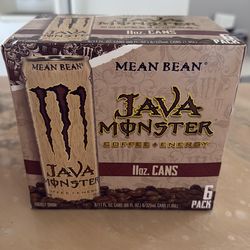 MEAN BEAN
MEAN BEAN
JAVA
MONSTER
COFFEE + ENERGY
11oz. CANS
JAVA
MONSTER
6
PACK